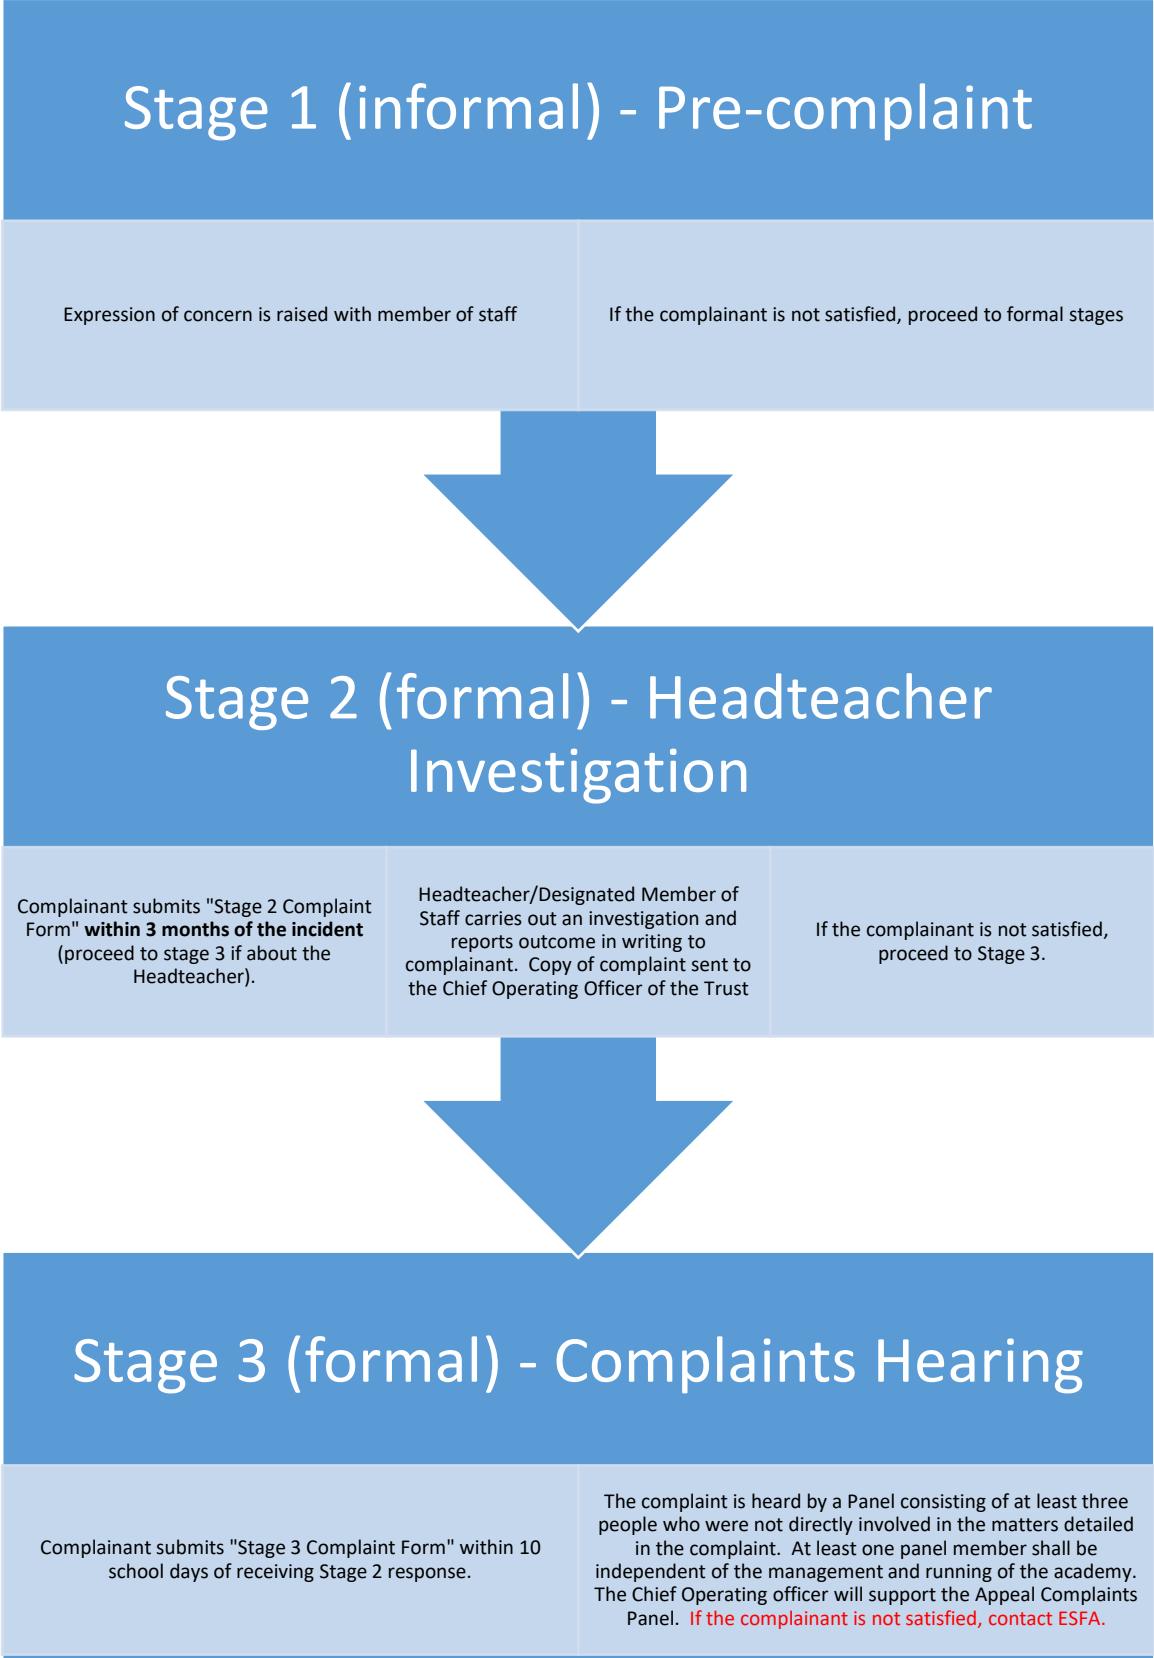 Stage 1 (informal) - Pre-complaint
Expression of concern is raised with member of staff
If the complainant is not satisfied, proceed to formal stages
Stage 2 (formal) - Headteacher
Investigation
Complainant submits "Stage 2 Complaint
Form" within 3 months of the incident
(proceed to stage 3 if about the
Headteacher).
Headteacher/Designated Member of
Staff carries out an investigation and
reports outcome in writing to
complainant.  Copy of complaint sent to
the Chief Operating Officer of the Trust
If the complainant is not satisfied,
proceed to Stage 3.
Stage 3 (formal) - Complaints Hearing
Complainant submits "Stage 3 Complaint Form" within 10
school days of receiving Stage 2 response.
The complaint is heard by a Panel consisting of at least three
people who were not directly involved in the matters detailed
in the complaint.  At least one panel member shall be
independent of the management and running of the academy.
The Chief Operating officer will support the Appeal Complaints
Panel.  If the complainant is not satisfied, contact ESFA.